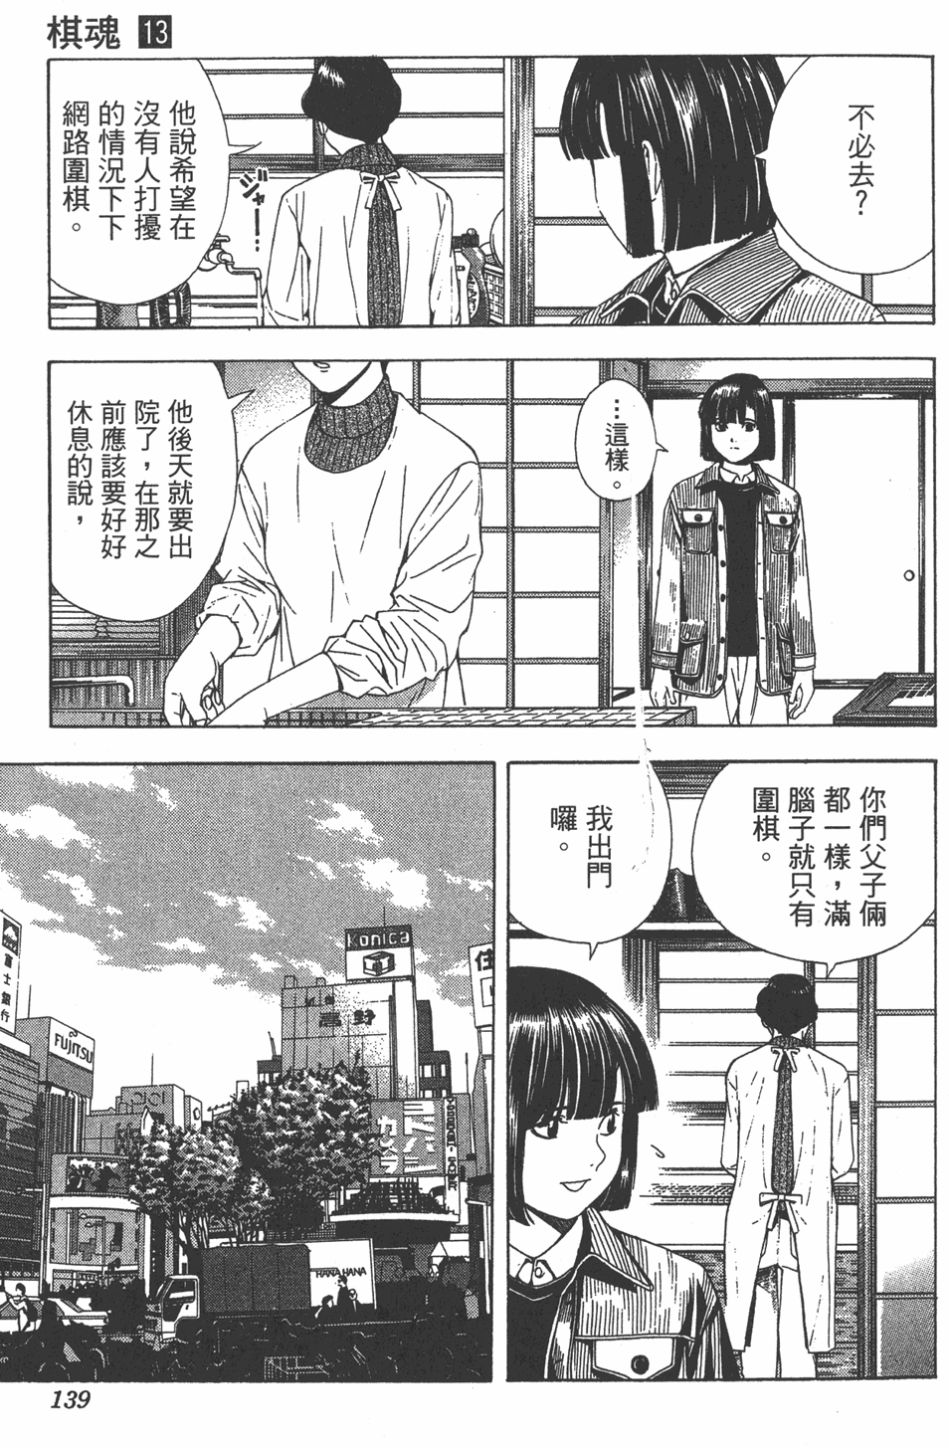 棋魂 13
不必去？
他說希望在
沒有人打擾
的情況下下
網路圍棋。
ジャー…
…這樣。
他後天就要出
院了，在那之
前應該要好好
休息的說，
你們父子倆
都一樣，滿
腦子就只有
圍棋。
我出門
囉。
Konica
高野
富士銀行
FUJITSU
住
HANA HANA
139